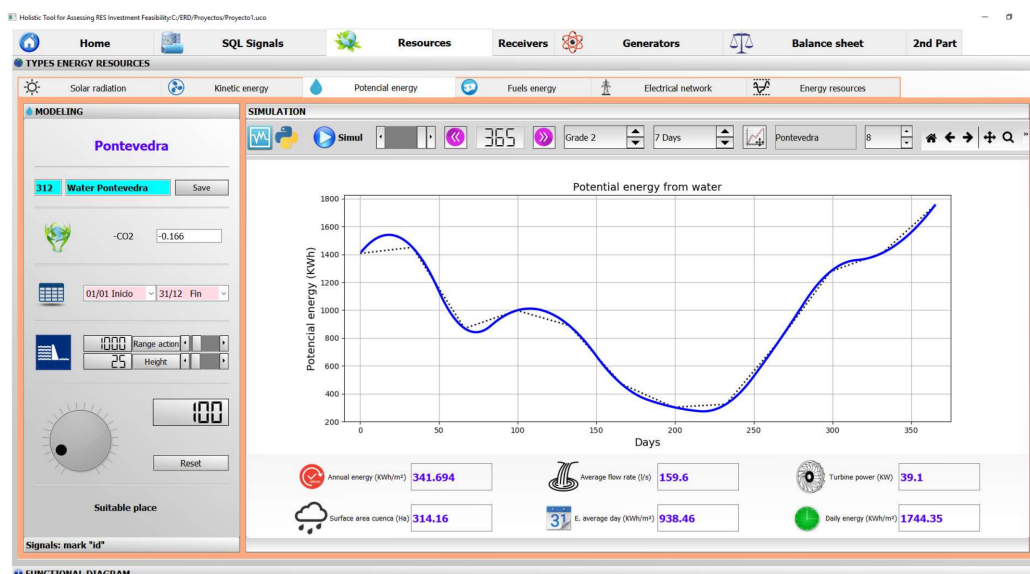 Holistic Tool for Assessing RES Investment Feasibility:C:/ERD/Proyectos/Proyecto1.uco
Home SQL Signals Resources Receivers Generators Balance sheet 2nd Part
TYPES ENERGY RESOURCES
Solar radiation Kinetic energy Potencial energy Fuels energy Electrical network Energy resources
MODELING
Pontevedra
312 Water Pontevedra Save
-CO2 -0.166
01/01 Inicio 31/12 Fin
1000 Range action
25 Height
100
Reset
Suitable place
Signals: mark "id"
SIMULATION
Simul 365 Grade 2 7 Days Pontevedra 8 »
Potential energy from water
Potencial energy (KWh)
1800
1600
1400
1200
1000
800
600
400
200
0 50 100 150 200 250 300 350
Days
Annual energy (KWh/m²) 341.694 Average flow rate (l/s) 159.6 Turbine power (KW) 39.1
Surface area cuenca (Ha) 314.16 31 E. average day (KWh/m²) 938.46 Daily energy (KWh/m²) 1744.35
FUNCTIONAL DIAGRAM